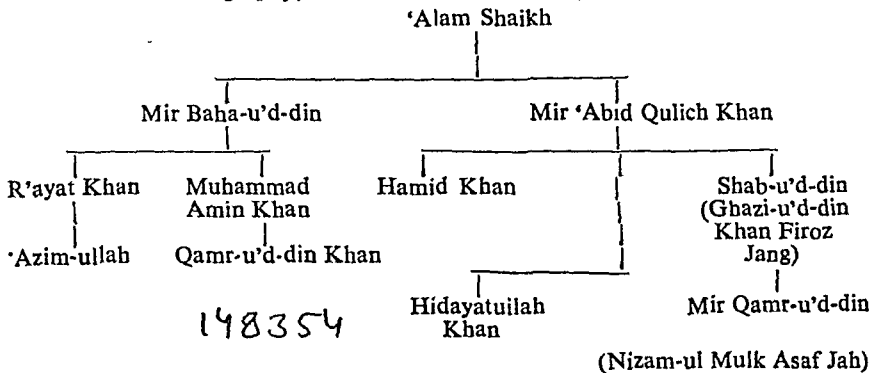 ‘Alam Shaikh
Mir Baha-u’d-din Mir ‘Abid Qulich Khan
R’ayat Khan Muhammad Amin Khan Hamid Khan Shab-u’d-din (Ghazi-u’d-din Khan Firoz Jang)
‘Azim-ullah Qamr-u’d-din Khan
Hidayatullah Khan Mir Qamr-u’d-din
148354
(Nizam-ul Mulk Asaf Jah)